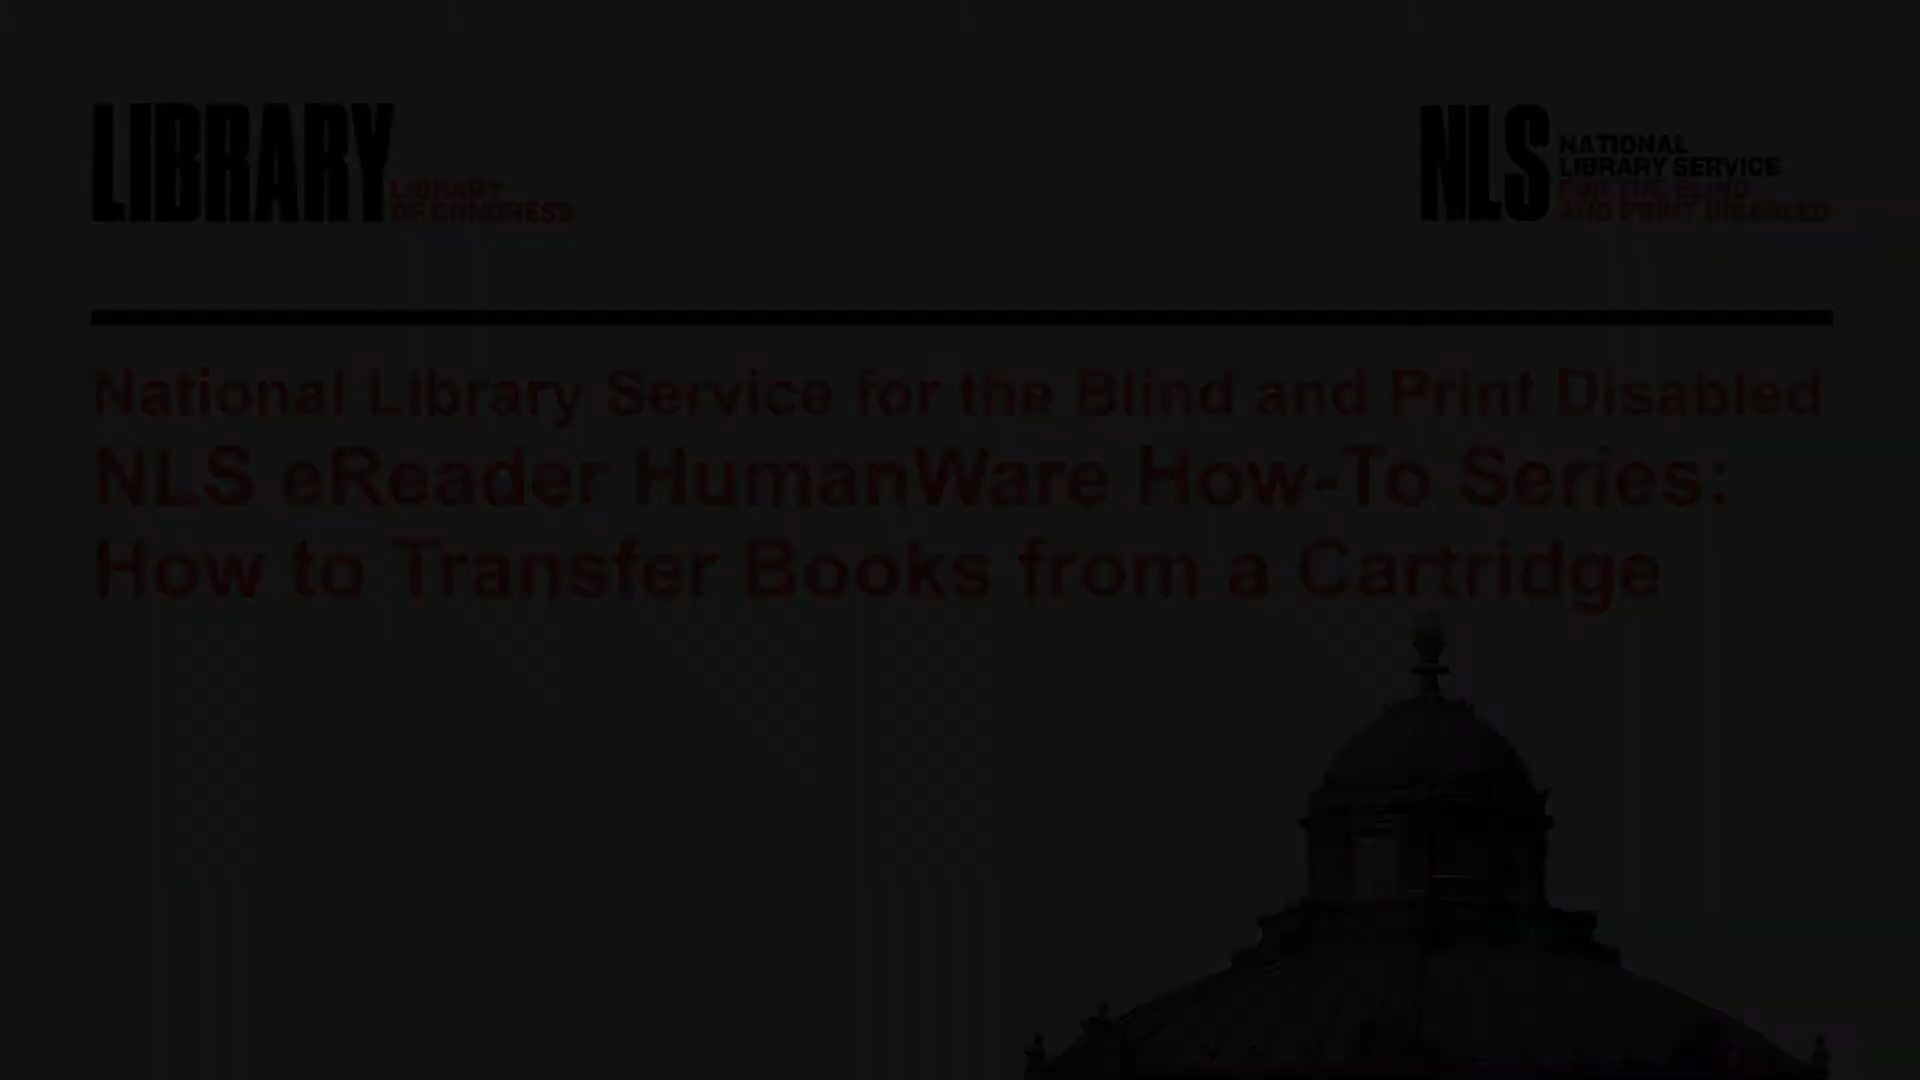 LIBRARY
LIBRARY
OF CONGRESS
NLS
NATIONAL
LIBRARY SERVICE
FOR THE BLIND
AND PRINT DISABLED
National Library Service for the Blind and Print Disabled
NLS eReader HumanWare How-To Series:
How to Transfer Books from a Cartridge